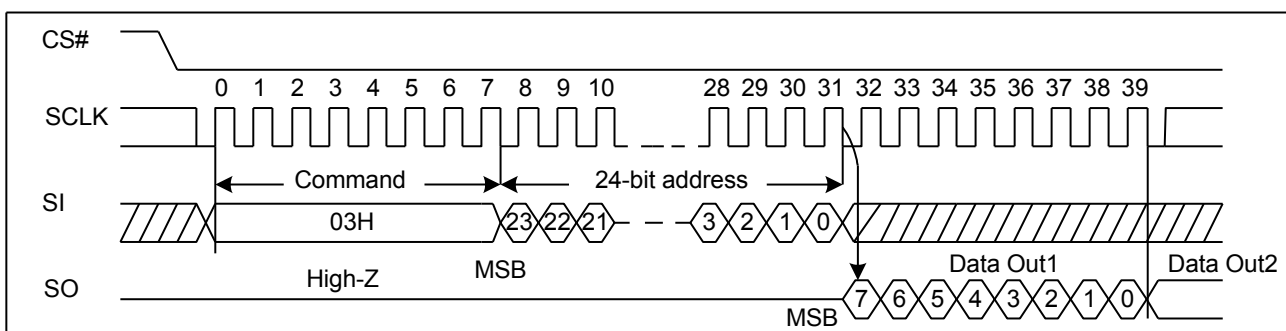 CS#
0 1 2 3 4 5 6 7 8 9 10 28 29 30 31 32 33 34 35 36 37 38 39
SCLK
Command 24-bit address
SI
03H 23 22 21 3 2 1 0
High-Z MSB Data Out1 Data Out2
SO
MSB 7 6 5 4 3 2 1 0